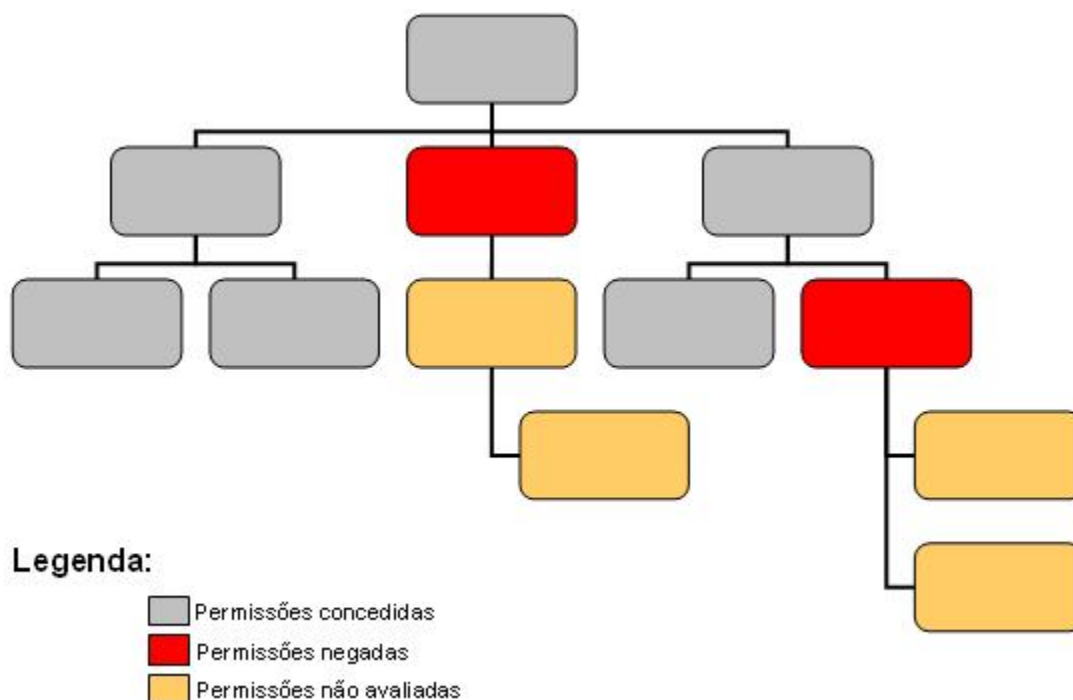 Legenda:
Permissões concedidas
Permissões negadas
Permissões não avaliadas